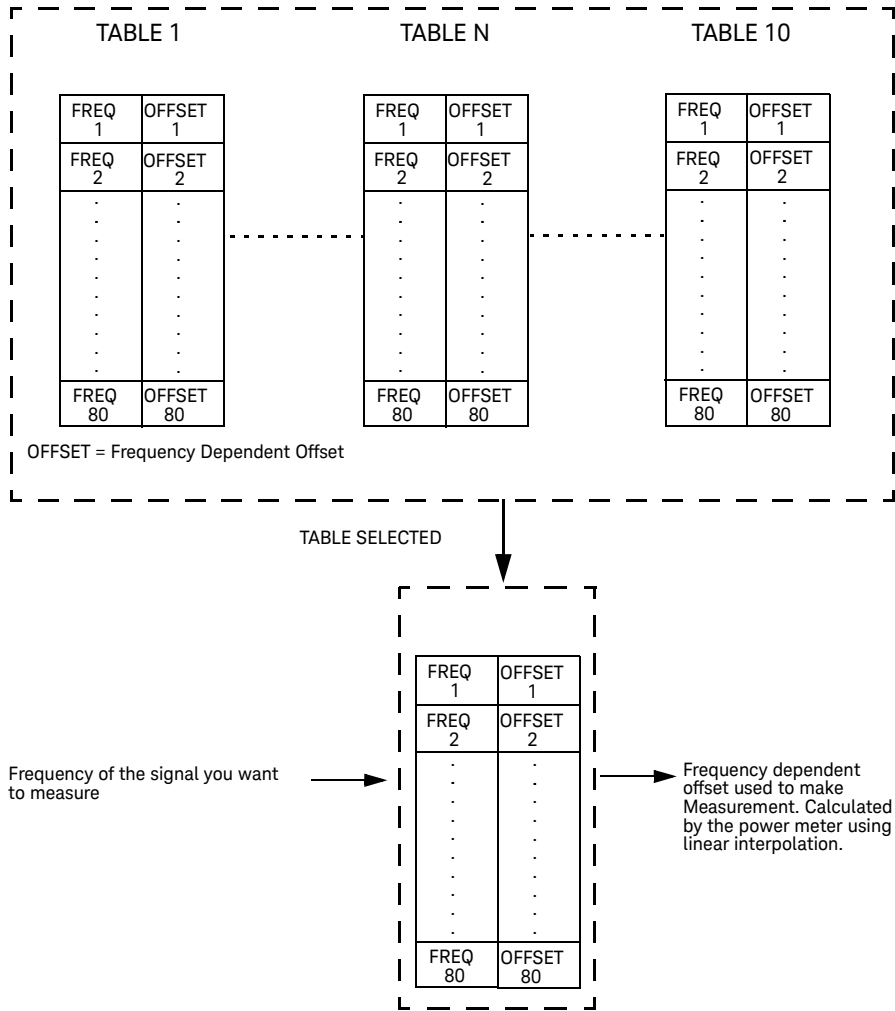 TABLE 1
TABLE N
TABLE 10
FREQ OFFSET
1 1
FREQ OFFSET
2 2
FREQ OFFSET
80 80
FREQ OFFSET
1 1
FREQ OFFSET
2 2
FREQ OFFSET
80 80
FREQ OFFSET
1 1
FREQ OFFSET
2 2
FREQ OFFSET
80 80
OFFSET = Frequency Dependent Offset
TABLE SELECTED
Frequency of the signal you want
to measure
FREQ OFFSET
1 1
FREQ OFFSET
2 2
FREQ OFFSET
80 80
Frequency dependent
offset used to make
Measurement. Calculated
by the power meter using
linear interpolation.